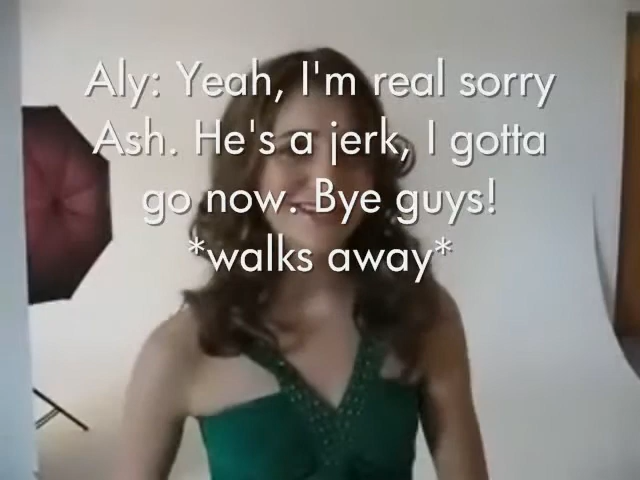 Aly: Yeah, I'm real sorry
Ash. He's a jerk, I gotta
go now. Bye guys!
*walks away*